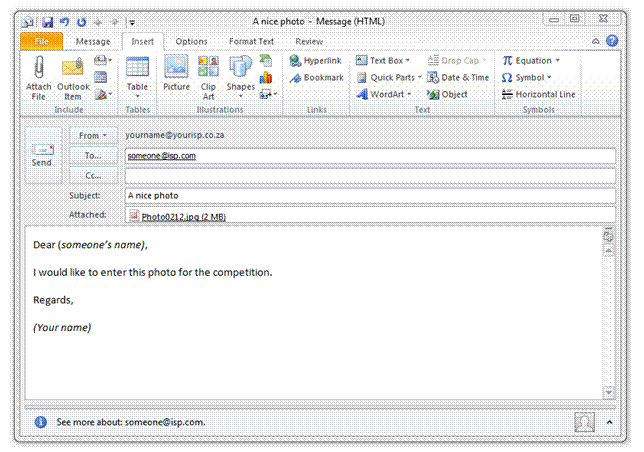 A nice photo - Message (HTML)
File Message Insert Options Format Text Review
Attach File
Outlook Item
Include
Table
Tables
Picture
Clip Art
Shapes
Illustrations
Hyperlink
Bookmark
Links
Text Box
Quick Parts
WordArt
Drop Cap
Date & Time
Object
Text
Equation
Symbol
Horizontal Line
Symbols
Send
From yourname@yourisp.co.za
To... someone@isp.com
Cc...
Subject: A nice photo
Attached: Photo0212.jpg (2 MB)
Dear (someone's name),
I would like to enter this photo for the competition.
Regards,
(Your name)
See more about: someone@isp.com.